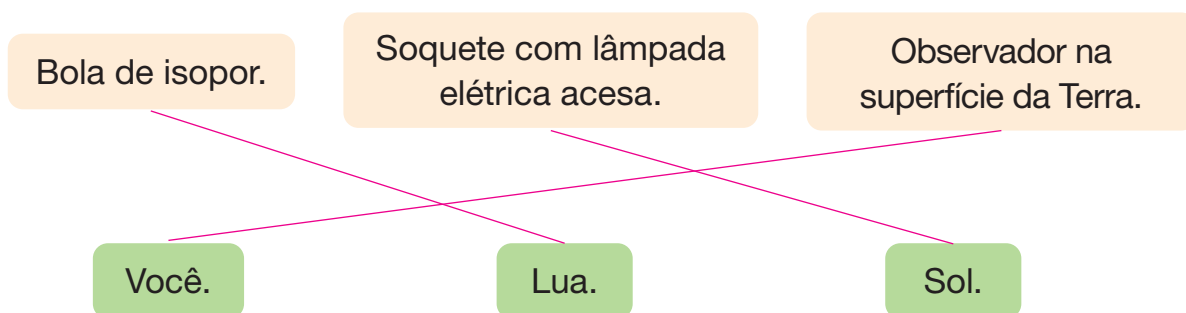 Bola de isopor.
Soquete com lâmpada
elétrica acesa.
Observador na
superfície da Terra.
Você.
Lua.
Sol.